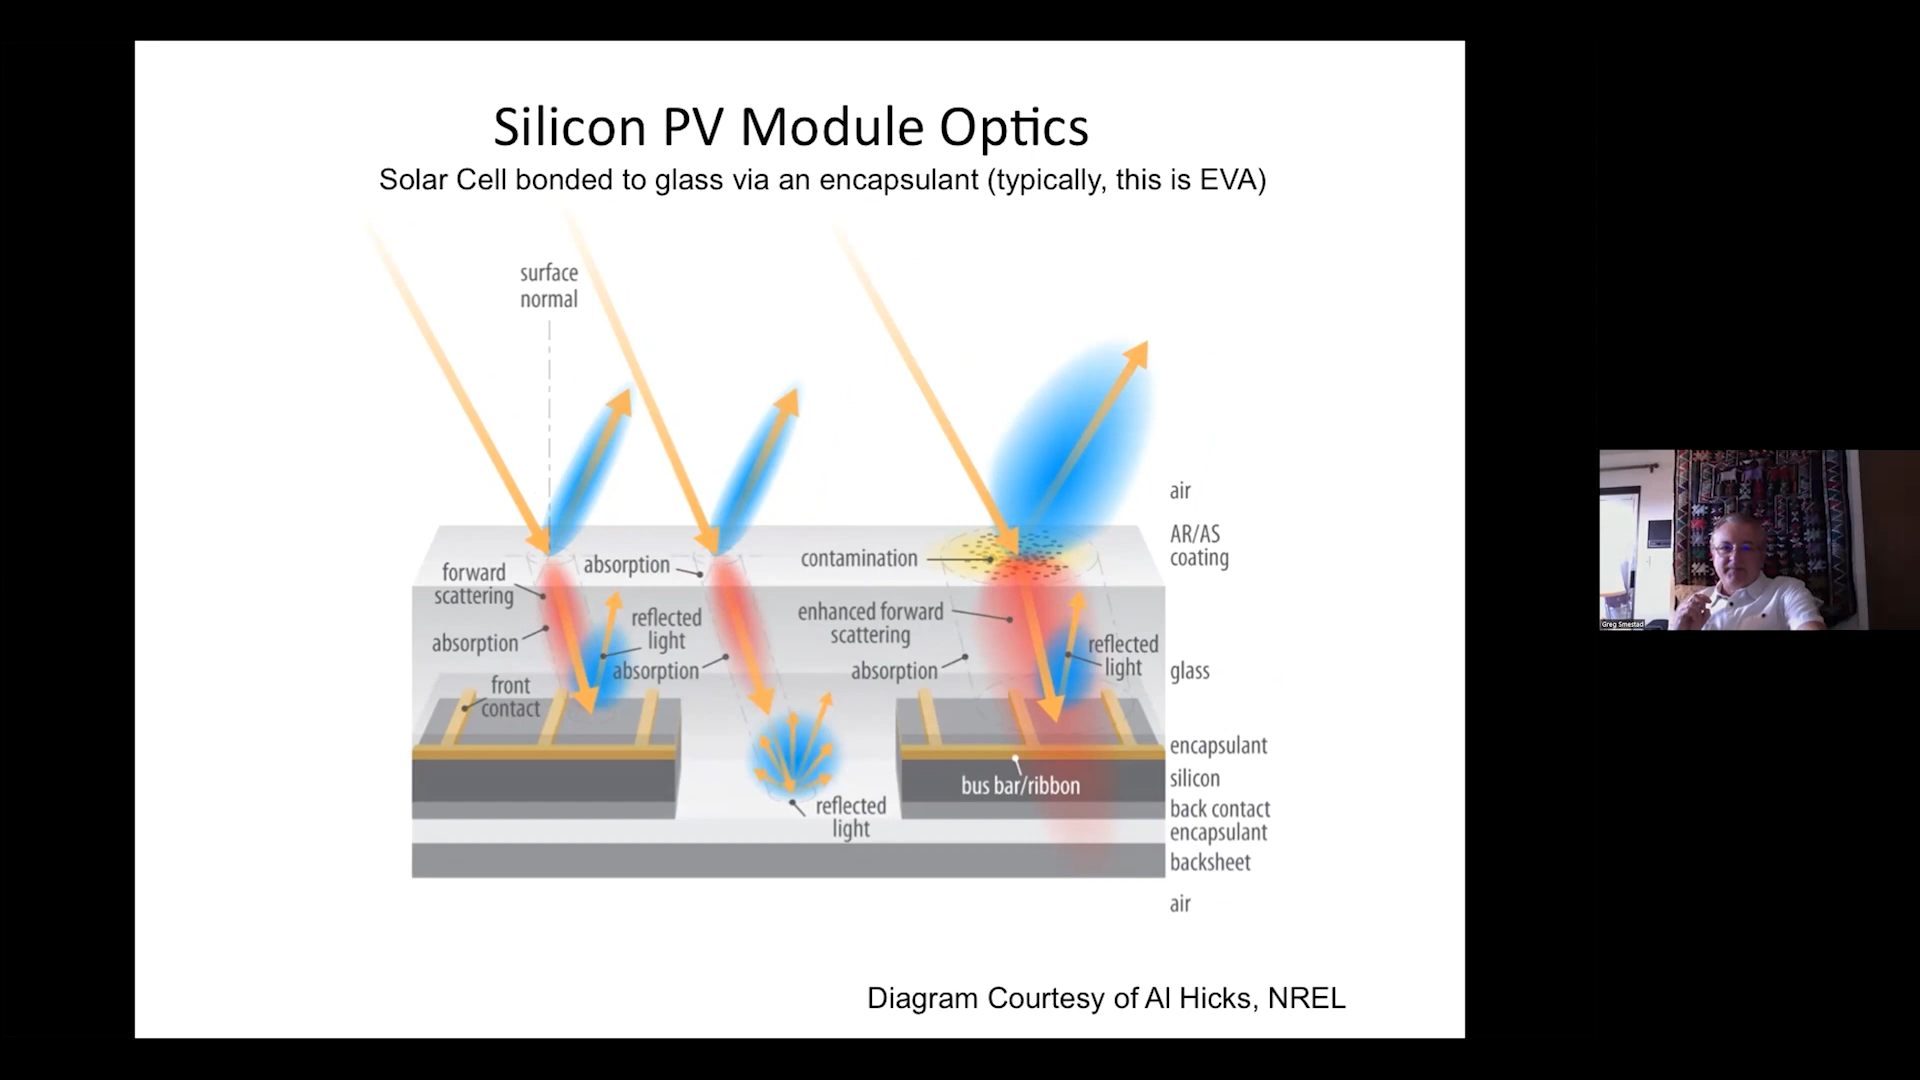 Silicon PV Module Optics
Solar Cell bonded to glass via an encapsulant (typically, this is EVA)
surface
normal
air
AR/AS
coating
contamination
absorption
forward
scattering
enhanced forward
scattering
reflected
light
absorption
reflected
light
absorption
absorption
glass
front
contact
encapsulant
silicon
bus bar/ribbon
back contact
reflected
light
encapsulant
backsheet
air
Diagram Courtesy of Al Hicks, NREL
Greg Smestad